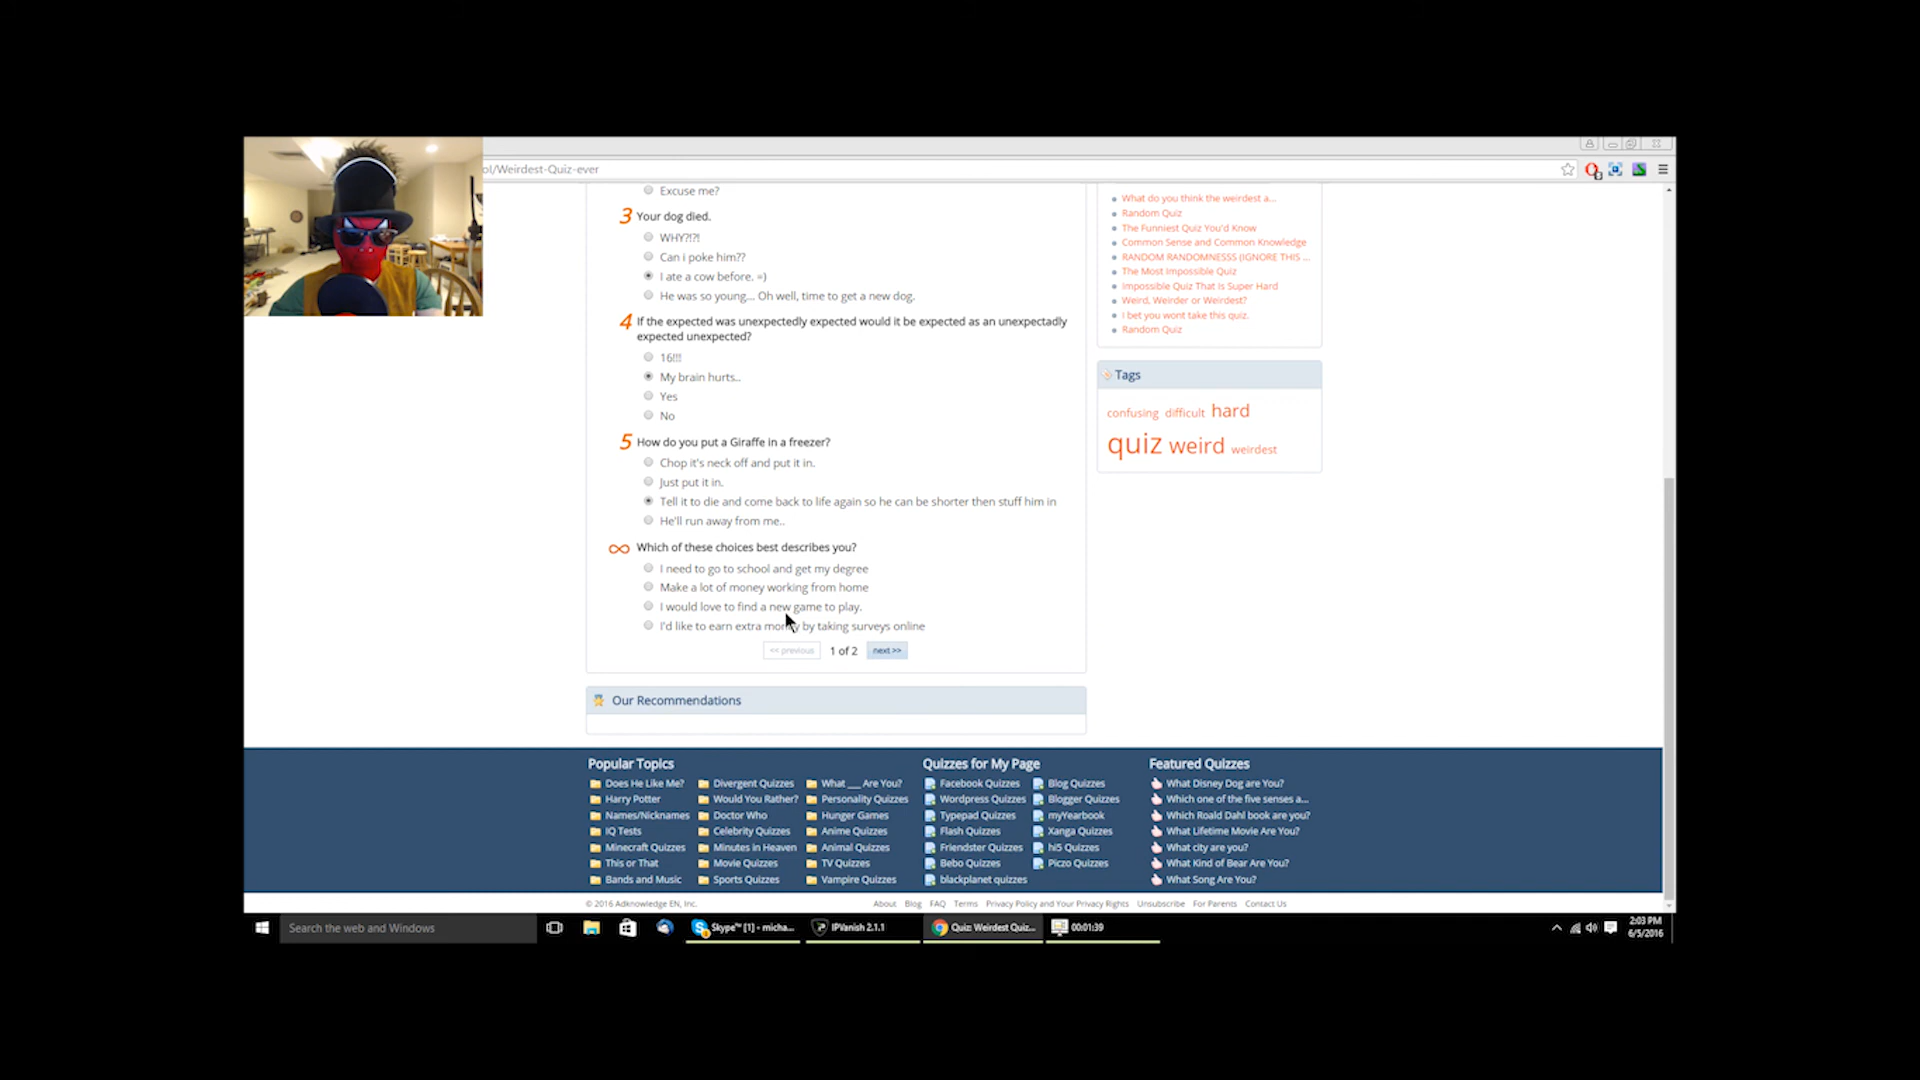 ol/Weirdest-Quiz-ever
Excuse me?
3 Your dog died.
WHY?!?!
Can i poke him??
I ate a cow before. =)
He was so young... Oh well, time to get a new dog.
4 If the expected was unexpectedly expected would it be expected as an unexpectadly
expected unexpected?
16!!!
My brain hurts..
Yes
No
5 How do you put a Giraffe in a freezer?
Chop it's neck off and put it in.
Just put it in.
Tell it to die and come back to life again so he can be shorter then stuff him in
He'll run away from me..
∞ Which of these choices best describes you?
I need to go to school and get my degree
Make a lot of money working from home
I would love to find a new game to play.
I'd like to earn extra money by taking surveys online
<< previous 1 of 2 next >>
What do you think the weirdest a...
Random Quiz
The Funniest Quiz You'd Know
Common Sense and Common Knowledge
RANDOM RANDOMNESSS (IGNORE THIS ...
The Most Impossible Quiz
Impossible Quiz That Is Super Hard
Weird, Weirder or Weirdest?
I bet you wont take this quiz.
Random Quiz
Tags
confusing difficult hard
quiz weird weirdest
Our Recommendations
Popular Topics
Does He Like Me? Divergent Quizzes What ___ Are You?
Harry Potter Would You Rather? Personality Quizzes
Names/Nicknames Doctor Who Hunger Games
IQ Tests Celebrity Quizzes Anime Quizzes
Minecraft Quizzes Minutes in Heaven Animal Quizzes
This or That Movie Quizzes TV Quizzes
Bands and Music Sports Quizzes Vampire Quizzes
Quizzes for My Page
Facebook Quizzes Blog Quizzes
Wordpress Quizzes Blogger Quizzes
Typepad Quizzes myYearbook
Flash Quizzes Xanga Quizzes
Friendster Quizzes hi5 Quizzes
Bebo Quizzes Piczo Quizzes
blackplanet quizzes
Featured Quizzes
What Disney Dog are You?
Which one of the five senses a...
Which Roald Dahl book are you?
What Lifetime Movie Are You?
What city are you?
What Kind of Bear Are You?
What Song Are You?
© 2016 Adknowledge EN, Inc. About Blog FAQ Terms Privacy Policy and Your Privacy Rights Unsubscribe For Parents Contact Us
Search the web and Windows Skype™ [1] - micha... IPVanish 2.1.1 Quiz: Weirdest Quiz... 00:01:39 2:03 PM
6/5/2016